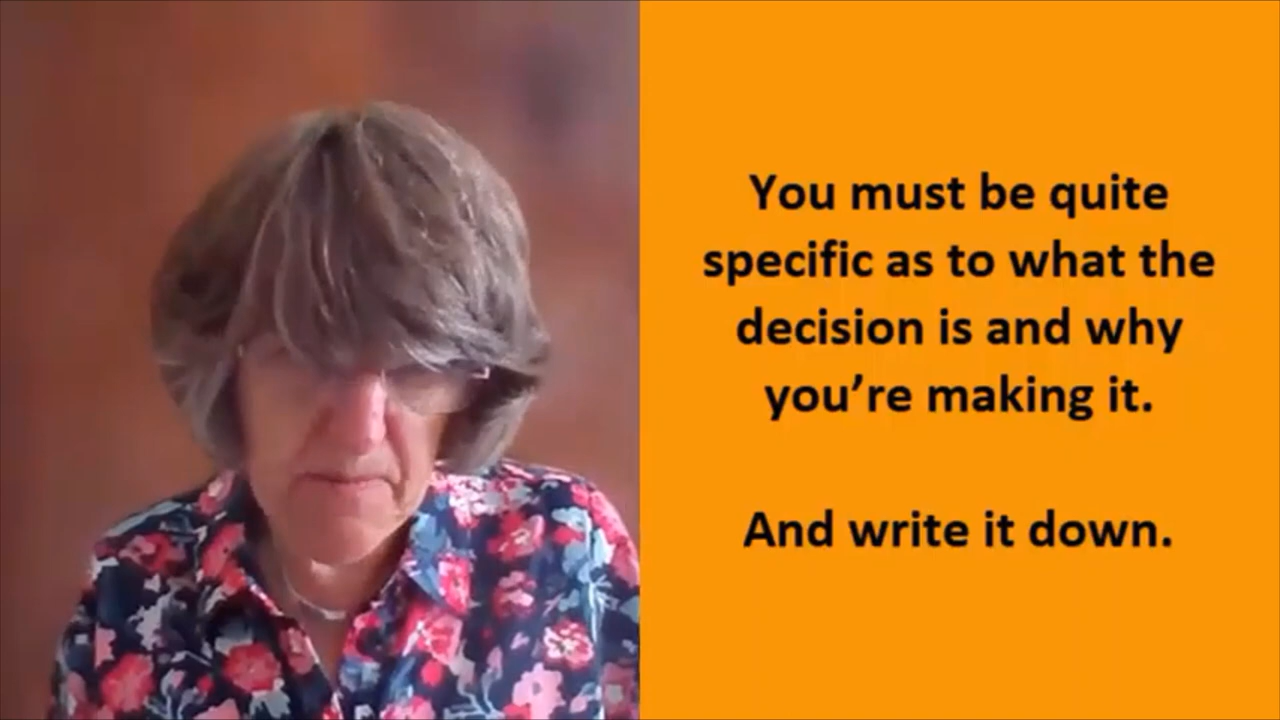 You must be quite
specific as to what the
decision is and why
you’re making it.
And write it down.